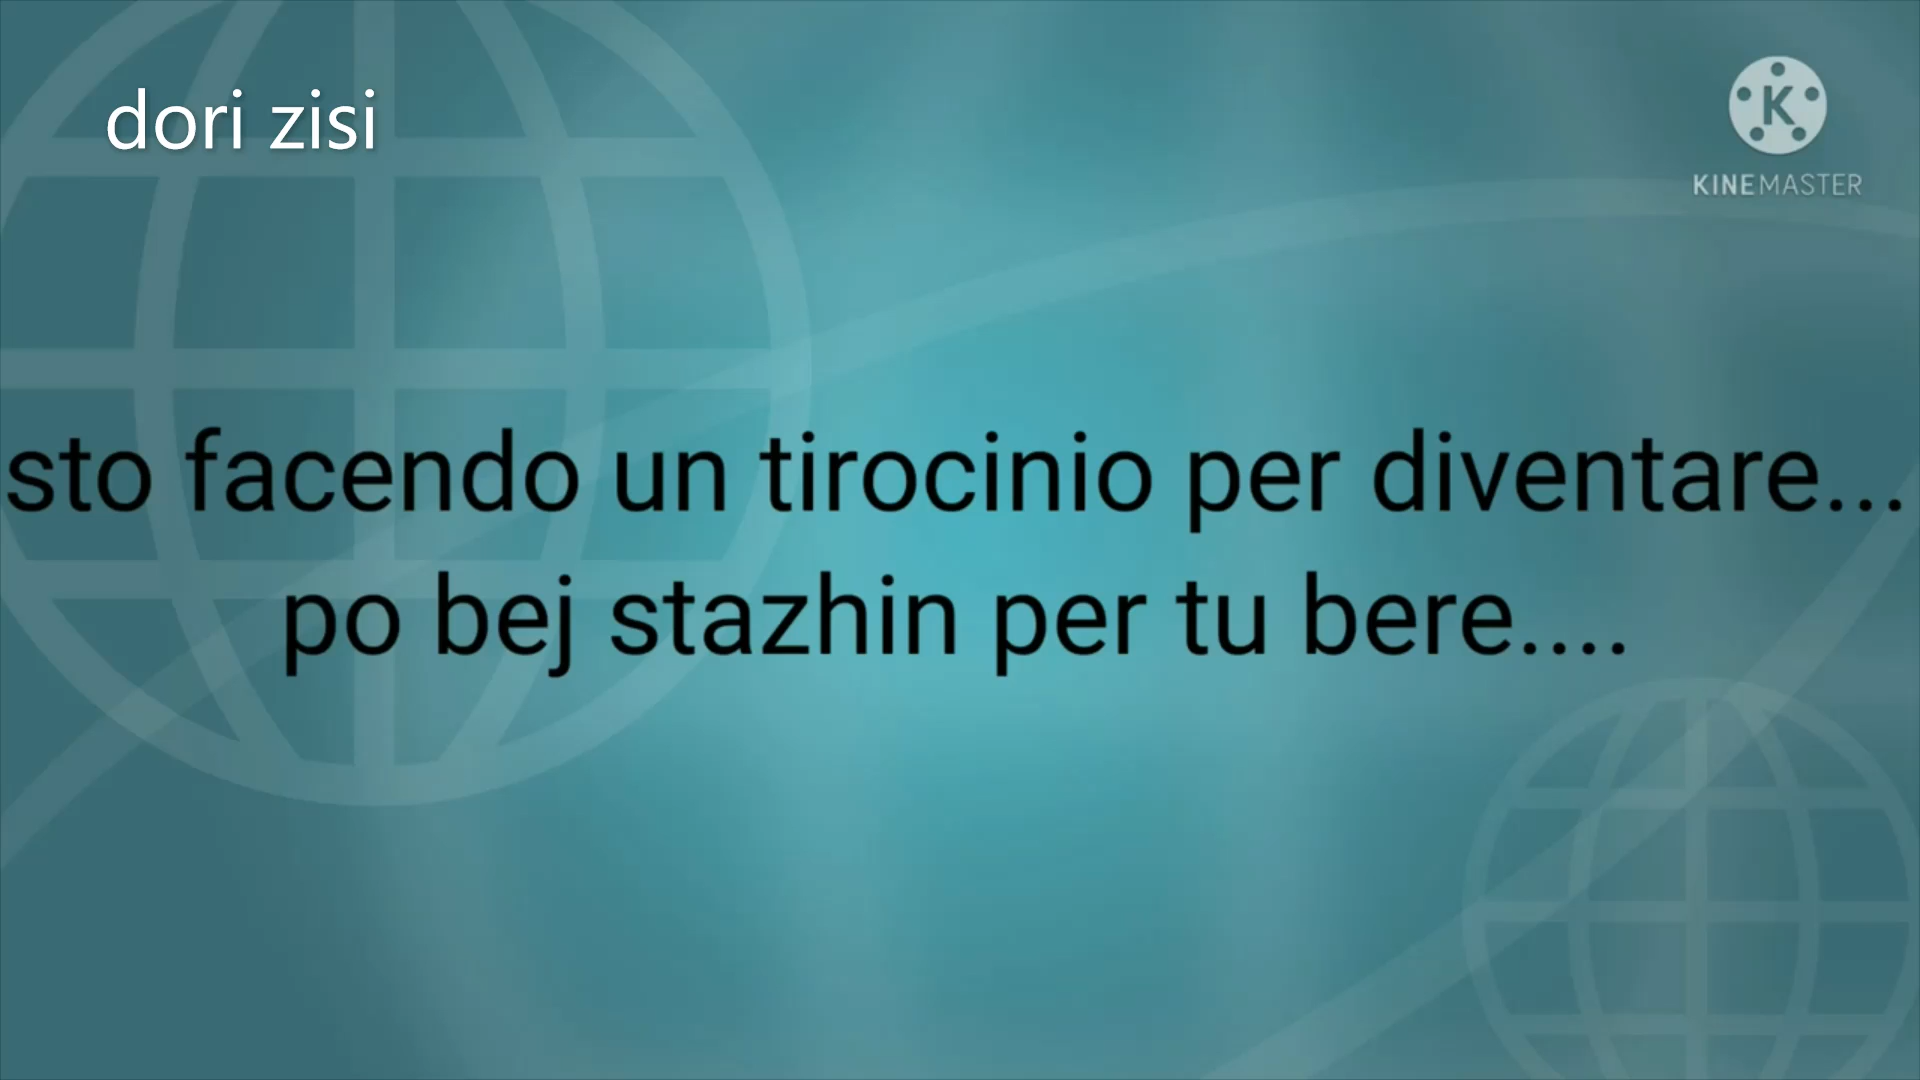 dori zisi
K
KINEMASTER
sto facendo un tirocinio per diventare...
po bej stazhin per tu bere....